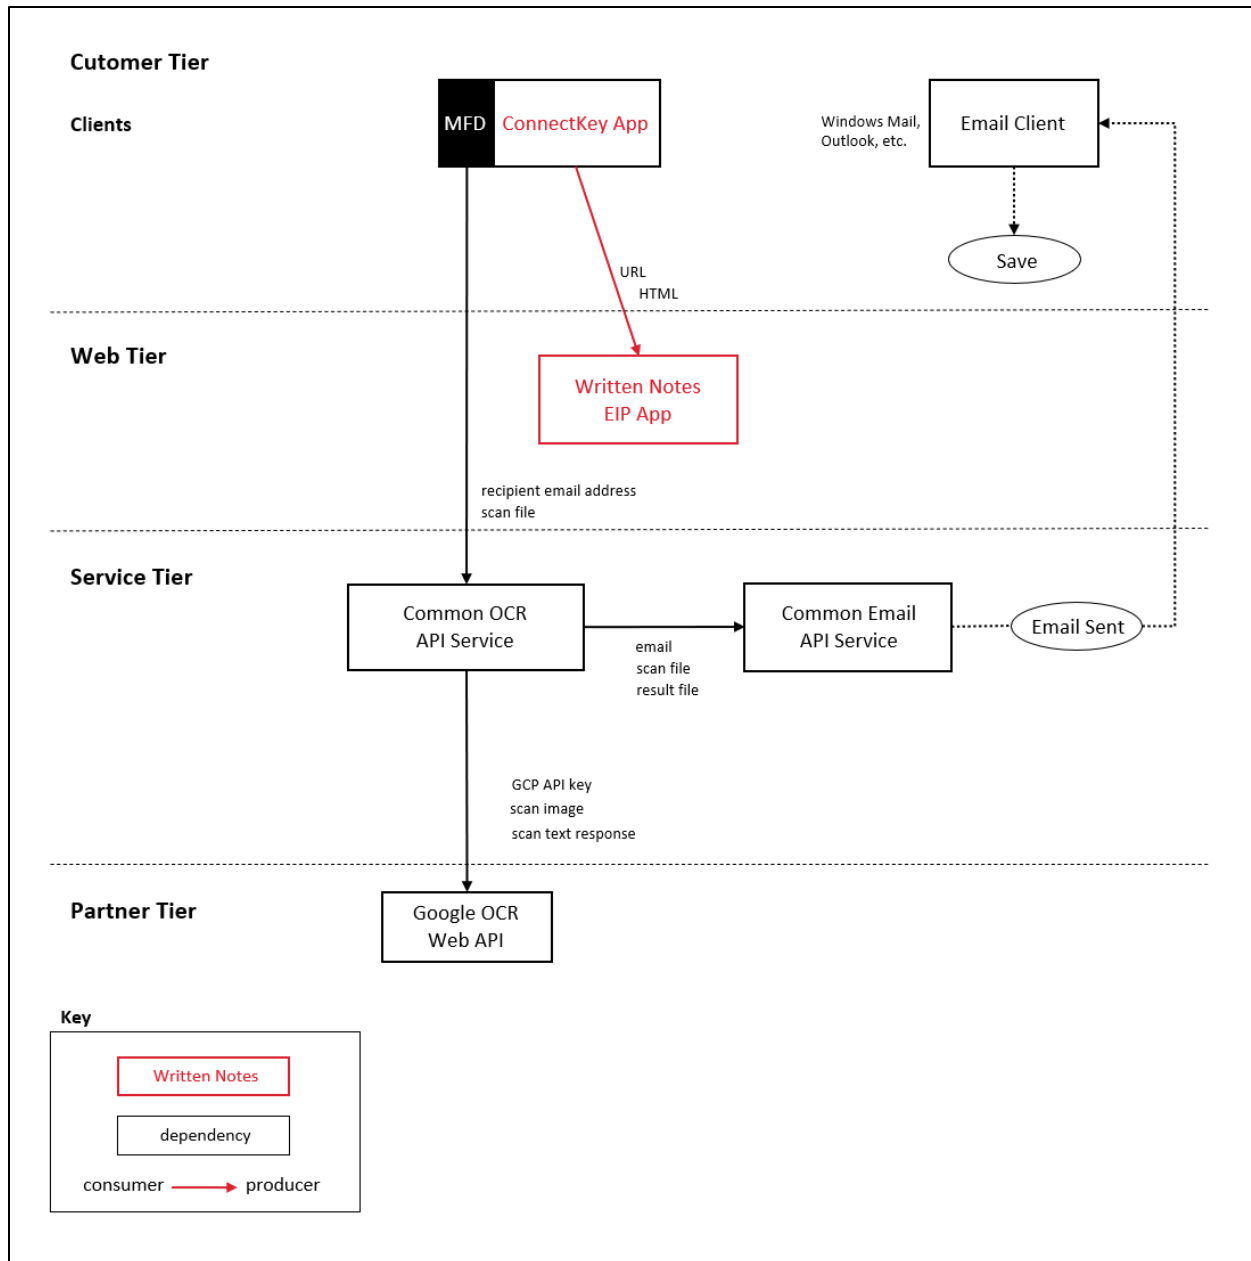 Cutomer Tier
Clients
MFD
ConnectKey App
Windows Mail,
Outlook, etc.
Email Client
Save
URL
HTML
Web Tier
Written Notes
EIP App
recipient email address
scan file
Service Tier
Common OCR
API Service
email
scan file
result file
Common Email
API Service
Email Sent
GCP API key
scan image
scan text response
Partner Tier
Google OCR
Web API
Key
Written Notes
dependency
consumer
producer